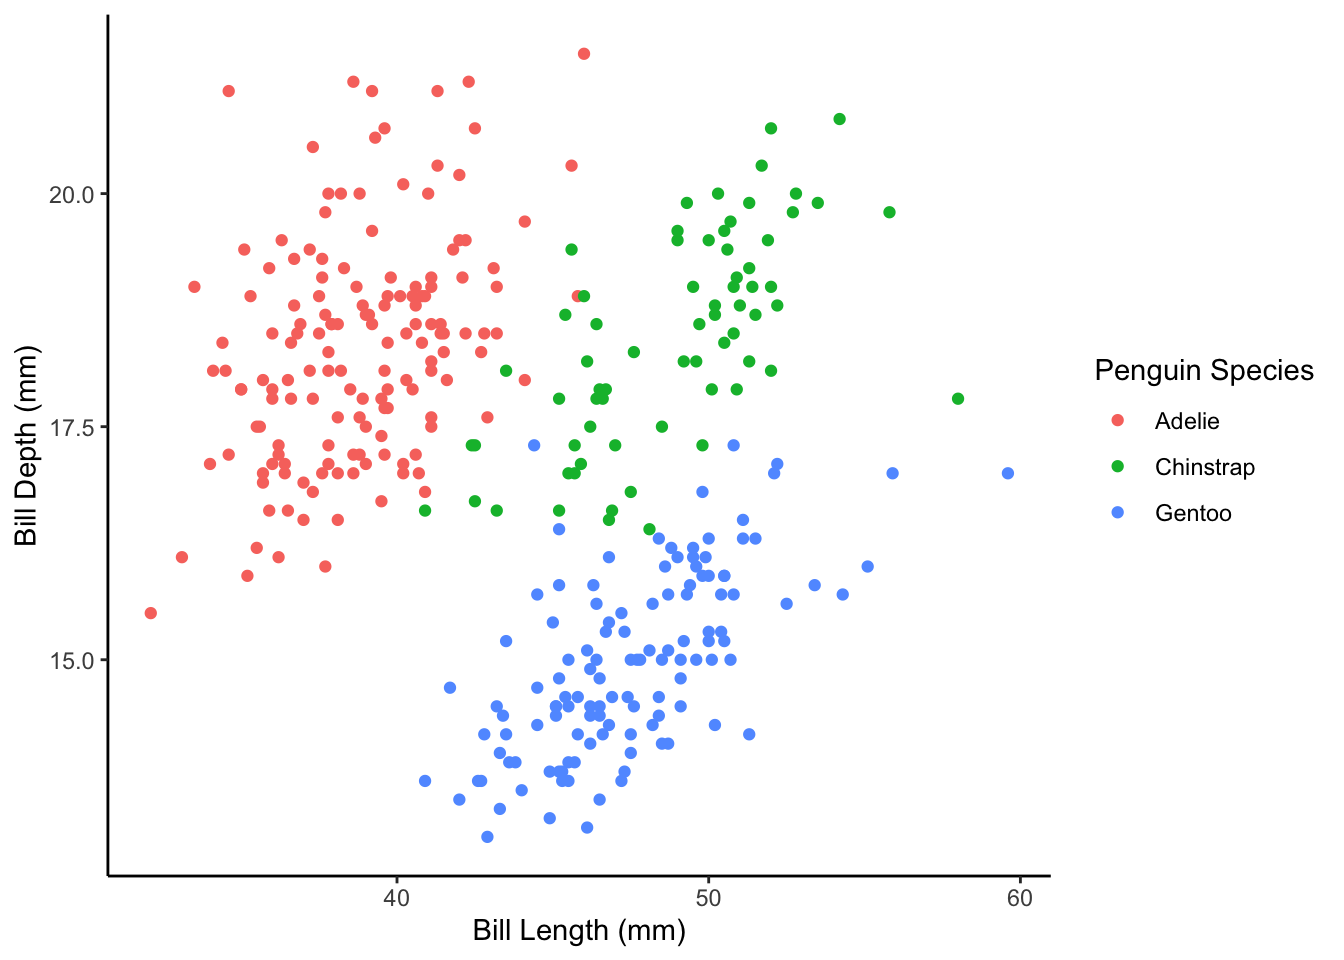 20.0
17.5
15.0
Bill Depth (mm)
40
50
60
Bill Length (mm)
Penguin Species
Adelie
Chinstrap
Gentoo